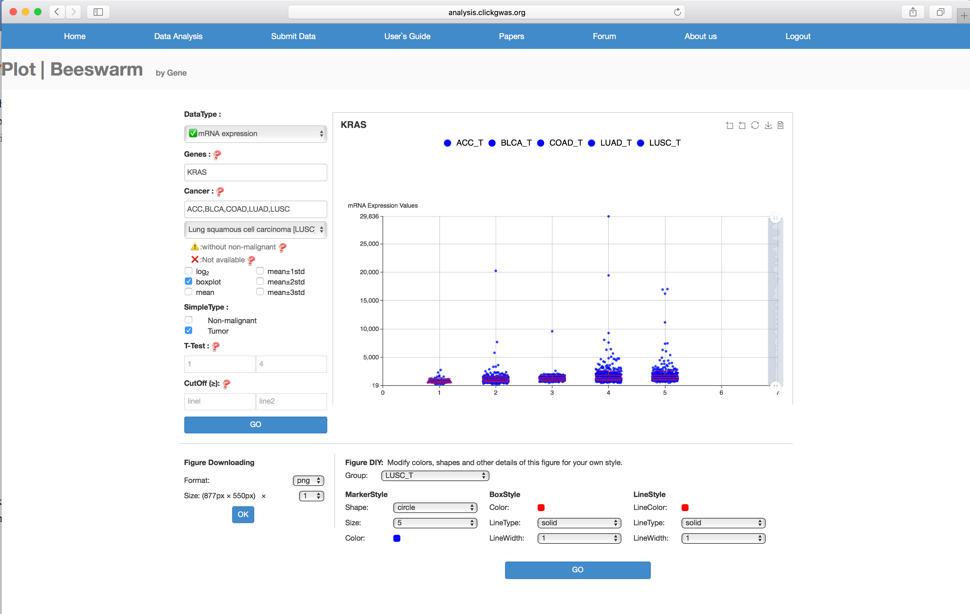 analysis.clickgwas.org
Home Data Analysis Submit Data User`s Guide Papers Forum About us Logout
Plot | Beeswarm by Gene
DataType :
mRNA expression
Genes :
KRAS
Cancer :
ACC,BLCA,COAD,LUAD,LUSC
Lung squamous cell carcinoma [LUSC
:without non-malignant
:Not available
log2 mean±1std
boxplot mean±2std
mean mean±3std
SimpleType :
Non-malignant
Tumor
T-Test :
1 4
CutOff (≥):
linel line2
GO
KRAS
ACC_T BLCA_T COAD_T LUAD_T LUSC_T
mRNA Expression Values
29,836
25,000
20,000
15,000
10,000
5,000
19
0 1 2 3 4 5 6 7
Figure Downloading
Format: png
Size: (877px × 550px) × 1
OK
Figure DIY: Modify colors, shapes and other details of this figure for your own style.
Group: LUSC_T
MarkerStyle BoxStyle LineStyle
Shape: circle Color: LineColor:
Size: 5 LineType: solid LineType: solid
Color: LineWidth: 1 LineWidth: 1
GO